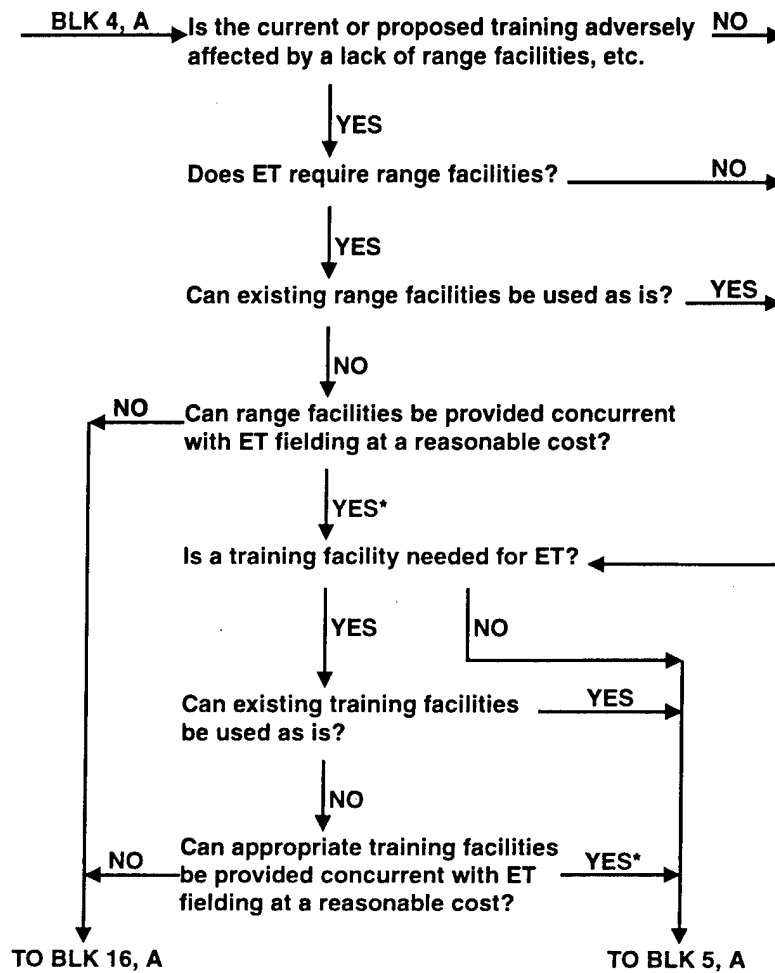 BLK 4, A
Is the current or proposed training adversely
affected by a lack of range facilities, etc.
NO
YES
Does ET require range facilities?
NO
YES
Can existing range facilities be used as is?
YES
NO
NO
Can range facilities be provided concurrent
with ET fielding at a reasonable cost?
YES*
Is a training facility needed for ET?
YES
NO
Can existing training facilities
be used as is?
YES
NO
NO
Can appropriate training facilities
be provided concurrent with ET
fielding at a reasonable cost?
YES*
TO BLK 16, A
TO BLK 5, A